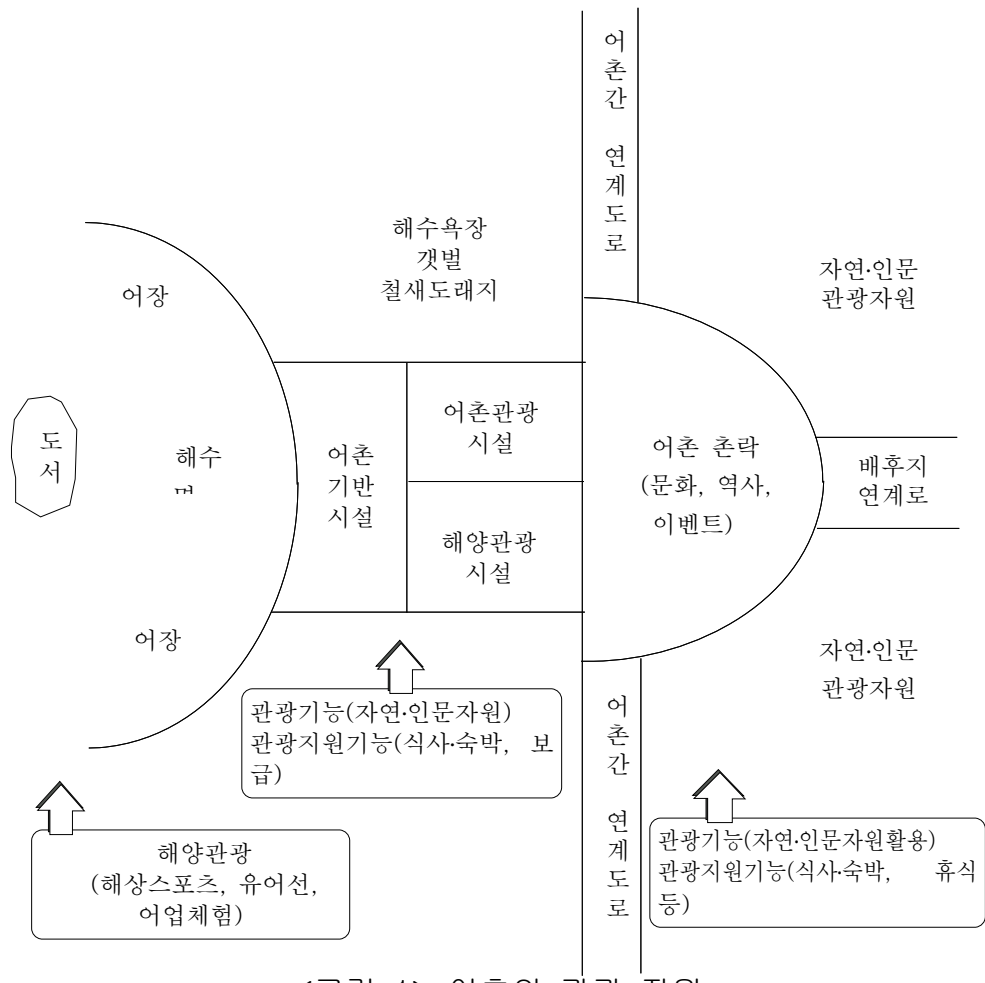 어촌간 연계도로
해수욕장
갯벌
철새도래지
자연·인문
관광자원
어장
도서
해수
어촌
기반
시설
어촌관광
시설
해양관광
시설
어촌 촌락
(문화, 역사,
이벤트)
배후지
연계로
어장
자연·인문
관광자원
관광기능(자연·인문자원)
관광지원기능(식사·숙박, 보
급)
어촌간 연계도로
해양관광
(해상스포츠, 유어선,
어업체험)
관광기능(자연·인문자원활용)
관광지원기능(식사·숙박, 휴식
등)